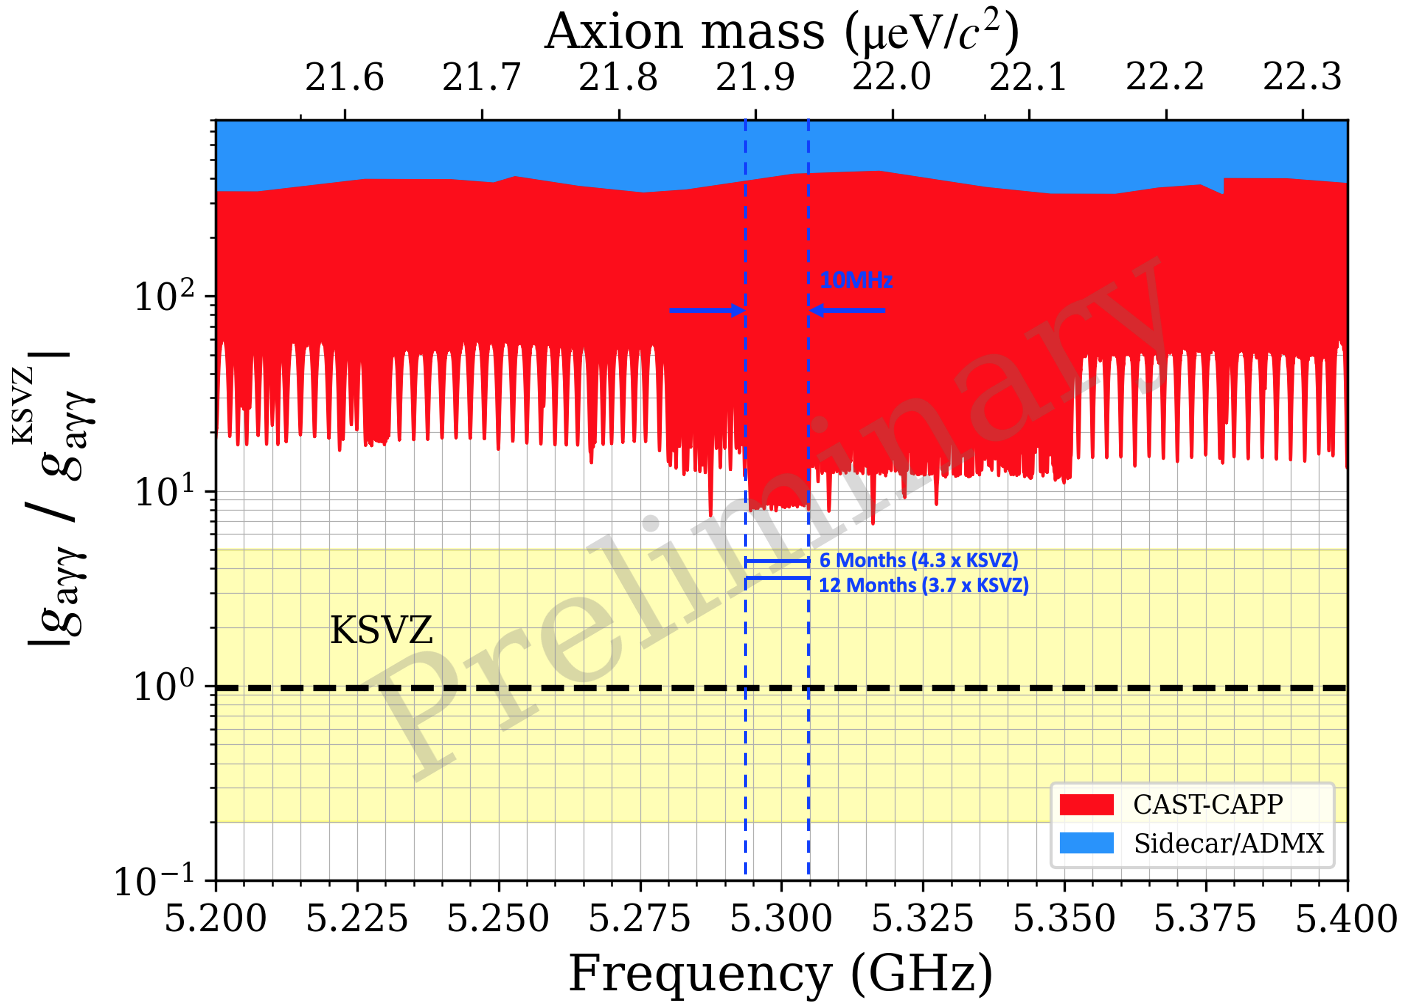 Axion mass (μeV/c²)
21.6 21.7 21.8 21.9 22.0 22.1 22.2 22.3
10²
10¹
10⁰
10⁻¹
|gₐᵧᵧ / gₐᵧᵧᴷˢⱽᶻ|
10MHz
6 Months (4.3 x KSVZ)
12 Months (3.7 x KSVZ)
KSVZ
Preliminary
CAST-CAPP
Sidecar/ADMX
5.200 5.225 5.250 5.275 5.300 5.325 5.350 5.375 5.400
Frequency (GHz)